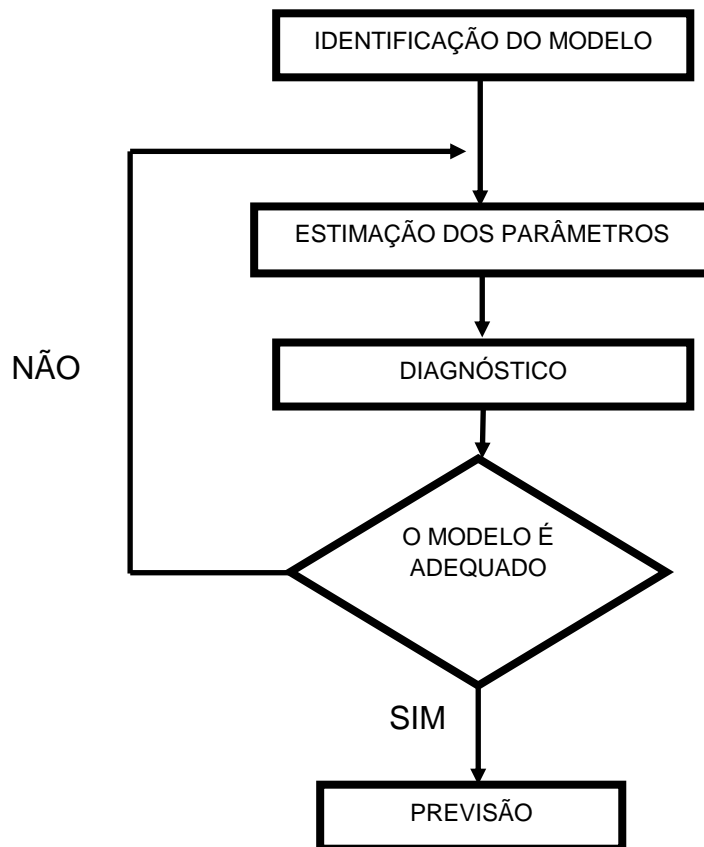 IDENTIFICAÇÃO DO MODELO
ESTIMAÇÃO DOS PARÂMETROS
NÃO
DIAGNÓSTICO
O MODELO É
ADEQUADO
SIM
PREVISÃO